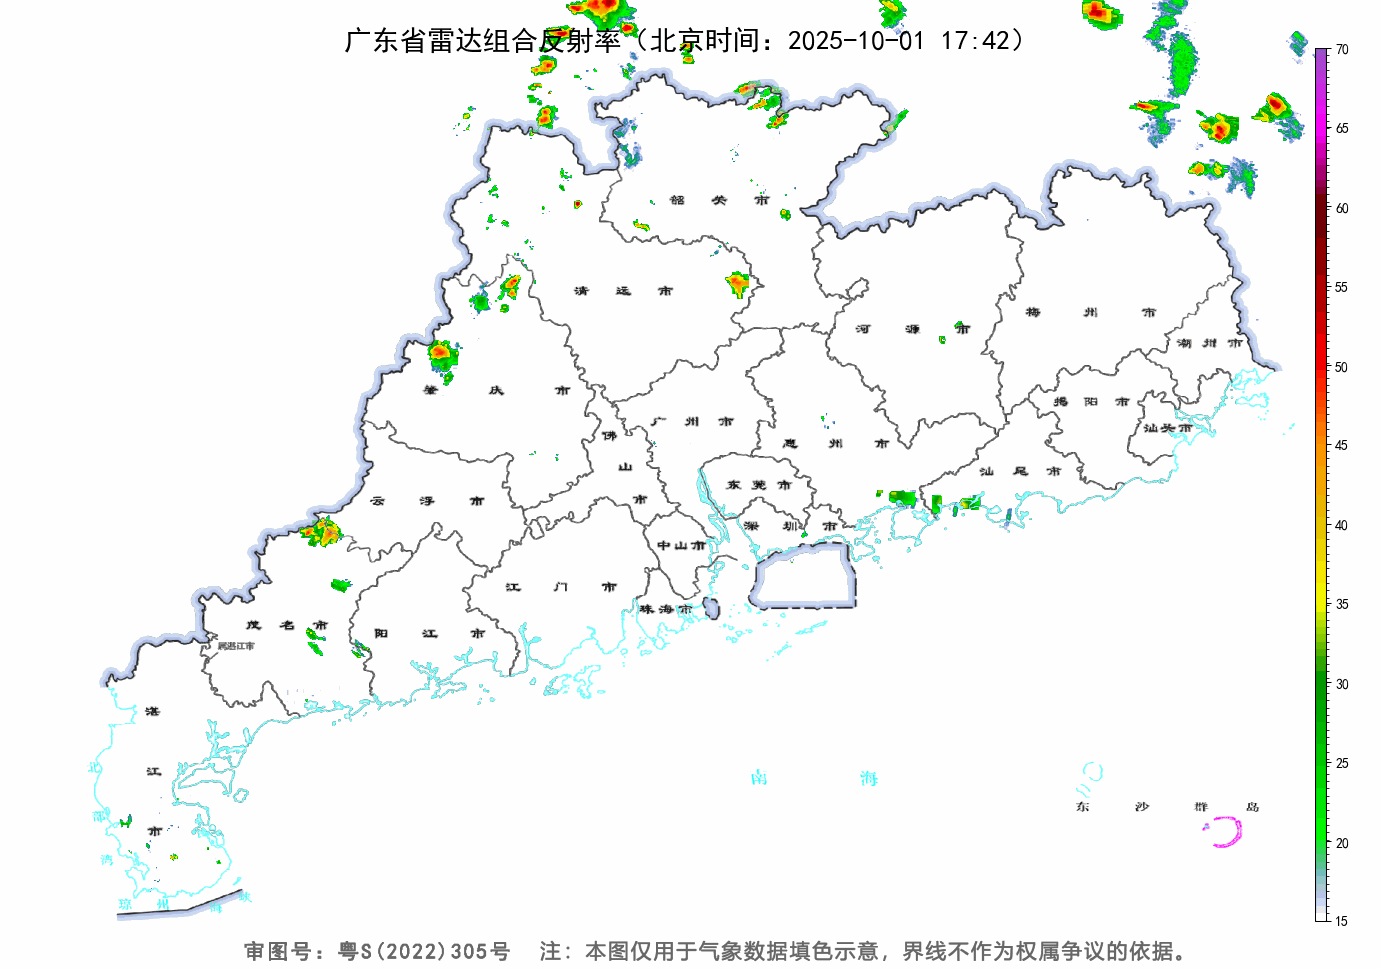 广东省雷达组合反射率（北京时间：2025-10-01 17:42）
70
65
60
55
50
45
40
35
30
25
20
15
韶关市
清远市
河源市
梅州市
潮州市
肇庆市
广州市
揭阳市
汕头市
佛山市
惠州市
汕尾市
云浮市
东莞市
深圳市
中山市
江门市
珠海市
茂名市
阳江市
属湛江市
湛江市
北部湾
琼州海峡
南海
东沙群岛
审图号：粤S(2022)305号 注：本图仅用于气象数据填色示意，界线不作为权属争议的依据。